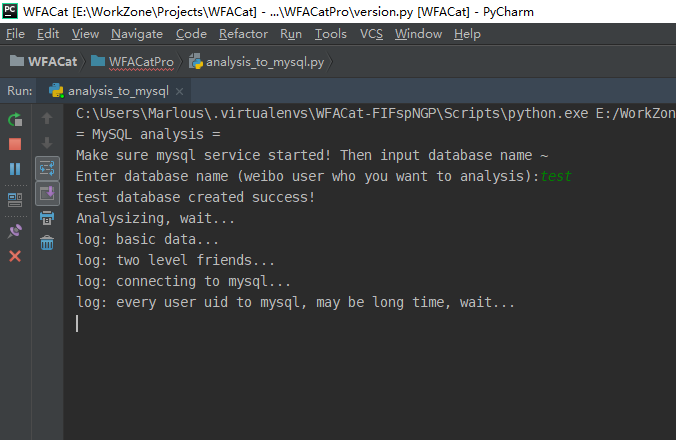 WFACat [E:\WorkZone\Projects\WFACat] - ...\WFACatPro\version.py [WFACat] - PyCharm
File Edit View Navigate Code Refactor Run Tools VCS Window Help
WFACat WFACatPro analysis_to_mysql.py
Run: analysis_to_mysql
C:\Users\Marlous\.virtualenvs\WFACat-FIFspNGP\Scripts\python.exe E:/WorkZon
= MySQL analysis =
Make sure mysql service started! Then input database name ~
Enter database name (weibo user who you want to analysis):test
test database created success!
Analysizing, wait...
log: basic data...
log: two level friends...
log: connecting to mysql...
log: every user uid to mysql, may be long time, wait...